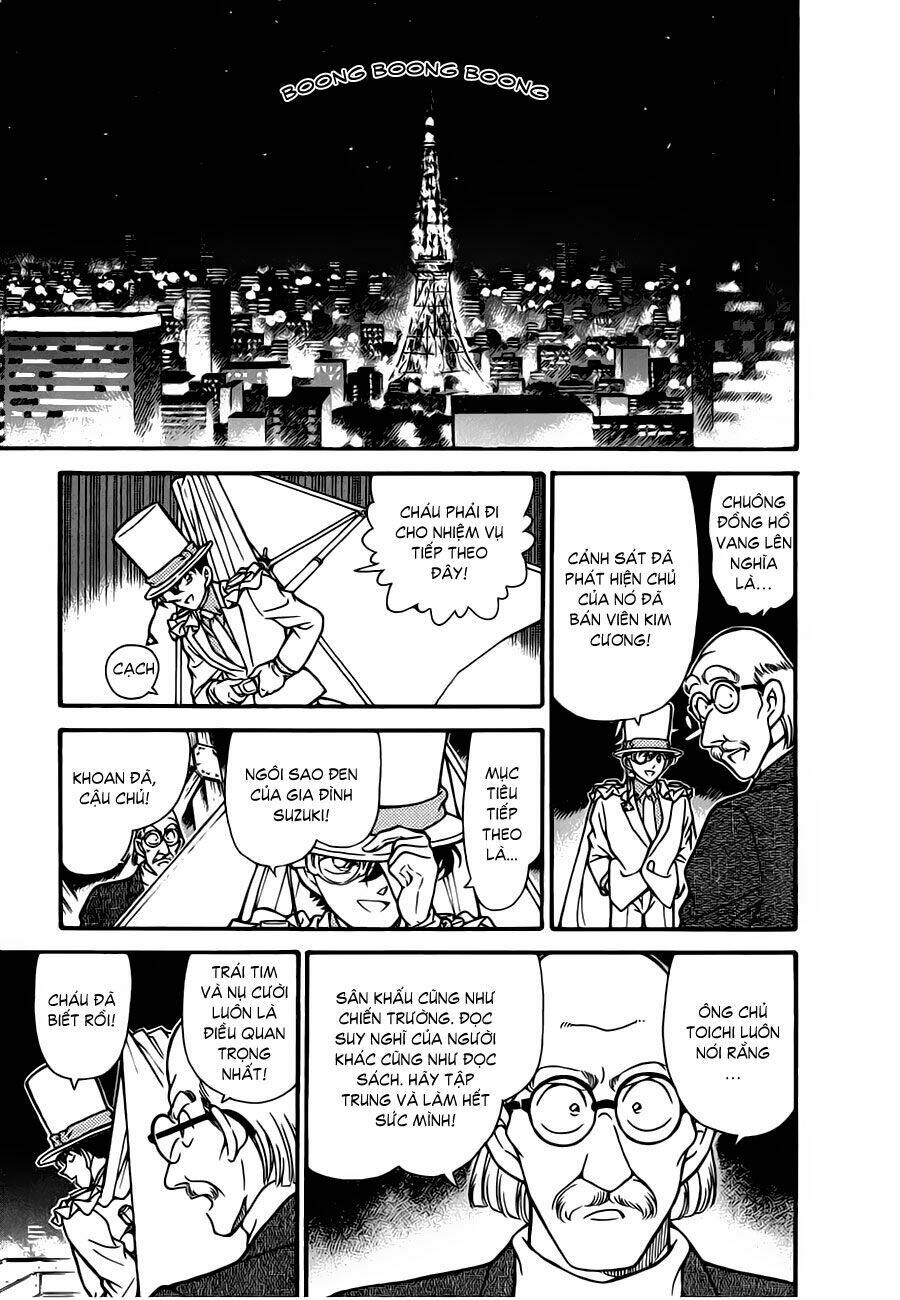 BOONG BOONG BOONG
CHUÔNG
ĐỒNG HỒ
VANG LÊN
NGHĨA
LÀ...
CẢNH SÁT ĐÃ
PHÁT HIỆN CHỦ
CỦA NÓ ĐÃ
BÁN VIÊN KIM
CƯƠNG!
CHÁU PHẢI ĐI
CHO NHIỆM VỤ
TIẾP THEO
ĐÂY!
CẠCH
MỤC
TIÊU
TIẾP
THEO
LÀ...
NGÔI SAO ĐEN
CỦA GIA ĐÌNH
SUZUKI!
KHOAN ĐÃ,
CẬU CHỦ!
ÔNG CHỦ
TOICHI LUÔN
NÓI RẰNG
...
SÂN KHẤU CŨNG NHƯ
CHIẾN TRƯỜNG. ĐỌC
SUY NGHĨ CỦA NGƯỜI
KHÁC CŨNG NHƯ ĐỌC
SÁCH. HÃY TẬP
TRUNG VÀ LÀM HẾT
SỨC MÌNH!
TRÁI TIM
VÀ NỤ CƯỜI
LUÔN LÀ
ĐIỀU QUAN
TRỌNG
NHẤT!
CHÁU ĐÃ
BIẾT RỒI!